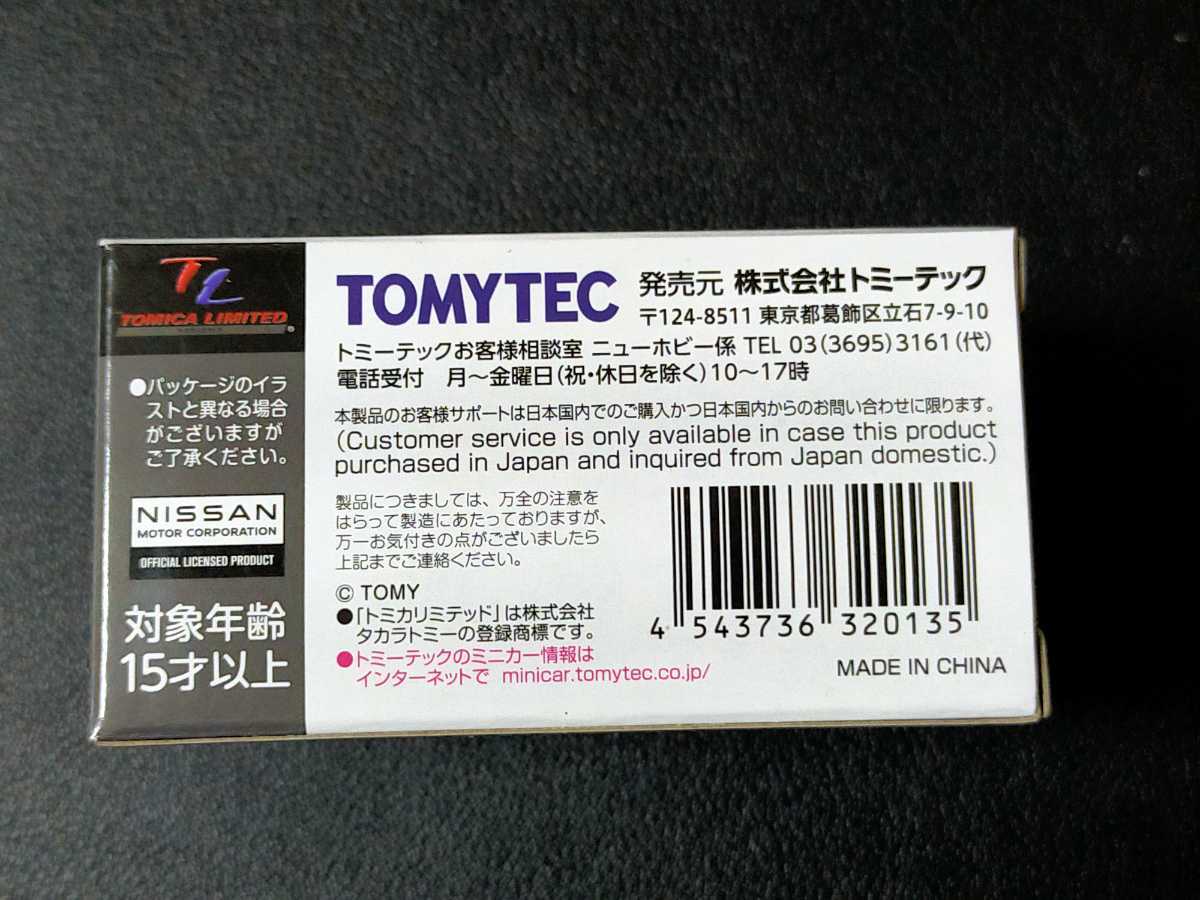 TL
TOMICA LIMITED
●パッケージのイラ
ストと異なる場合
がございますが
ご了承ください。
NISSAN
MOTOR CORPORATION
OFFICIAL LICENSED PRODUCT
対象年齢
15才以上
TOMYTEC
発売元 株式会社トミーテック
〒124-8511 東京都葛飾区立石7-9-10
トミーテックお客様相談室 ニューホビー係 TEL 03(3695)3161(代)
電話受付 月〜金曜日(祝・休日を除く)10〜17時
本製品のお客様サポートは日本国内でのご購入かつ日本国内からのお問い合わせに限ります。
(Customer service is only available in case this product
purchased in Japan and inquired from Japan domestic.)
製品につきましては、万全の注意を
はらって製造にあたっておりますが、
万一お気付きの点がございましたら
上記までご連絡ください。
© TOMY
●「トミカリミテッド」は株式会社
タカラトミーの登録商標です。
●トミーテックのミニカー情報は
インターネットで minicar.tomytec.co.jp/
4 543736 320135
MADE IN CHINA